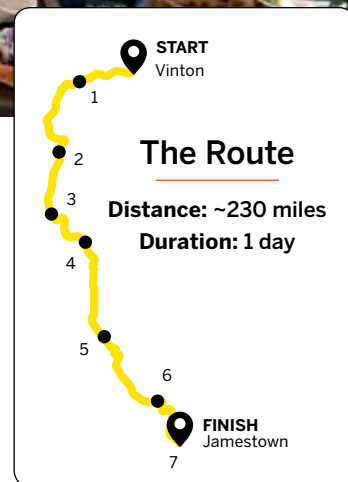 START
Vinton
1
2
The Route
3
Distance: ~230 miles
Duration: 1 day
4
5
6
FINISH
Jamestown
7